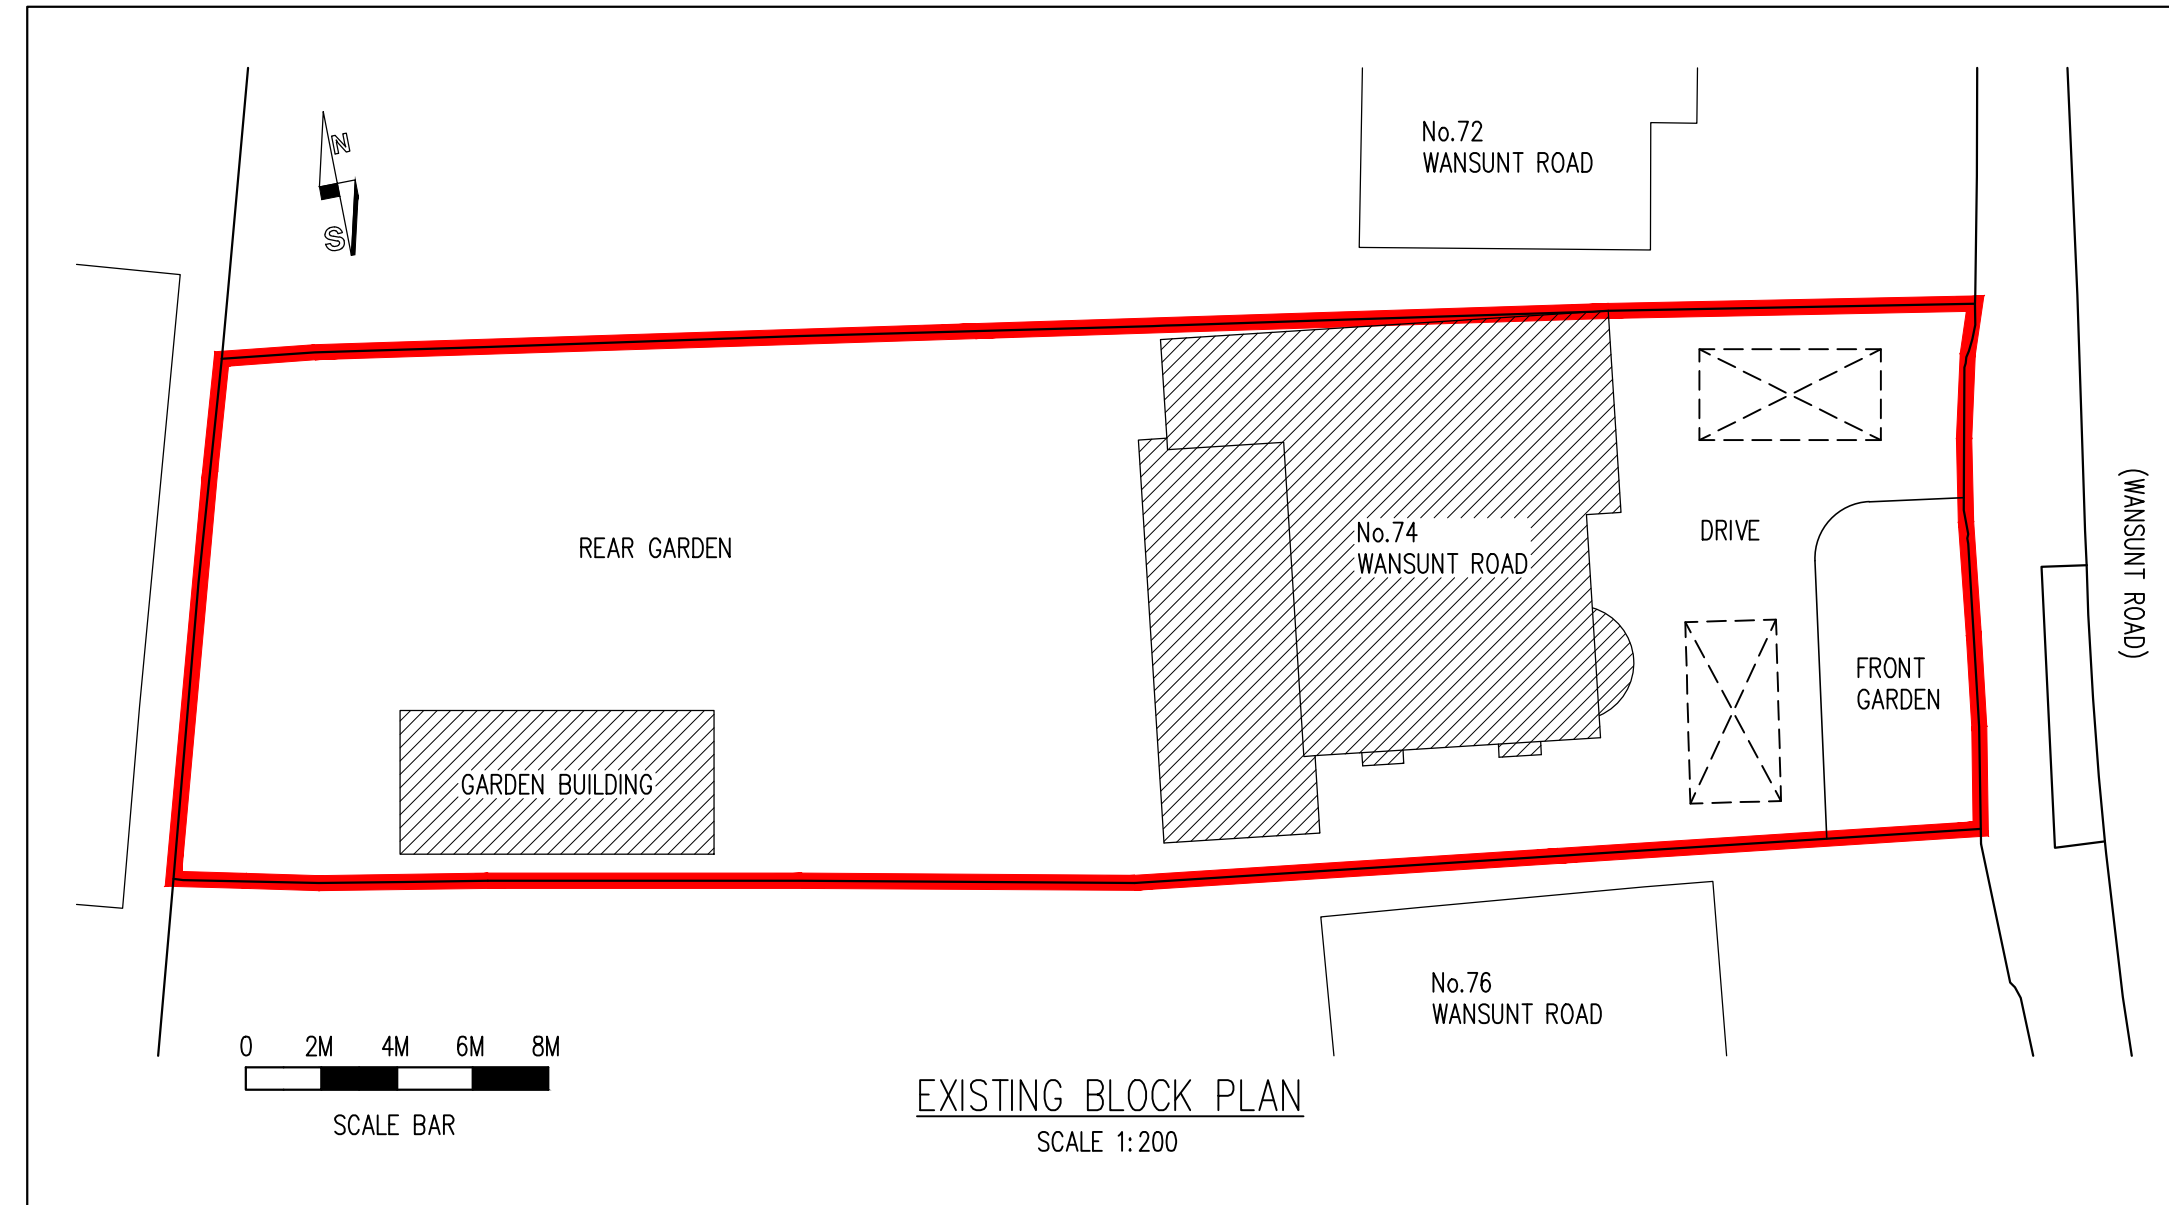 N
S
No.72
WANSUNT ROAD
REAR GARDEN
No.74
WANSUNT ROAD
DRIVE
(WANSUNT ROAD)
FRONT
GARDEN
GARDEN BUILDING
No.76
WANSUNT ROAD
0 2M 4M 6M 8M
SCALE BAR
EXISTING BLOCK PLAN
SCALE 1:200